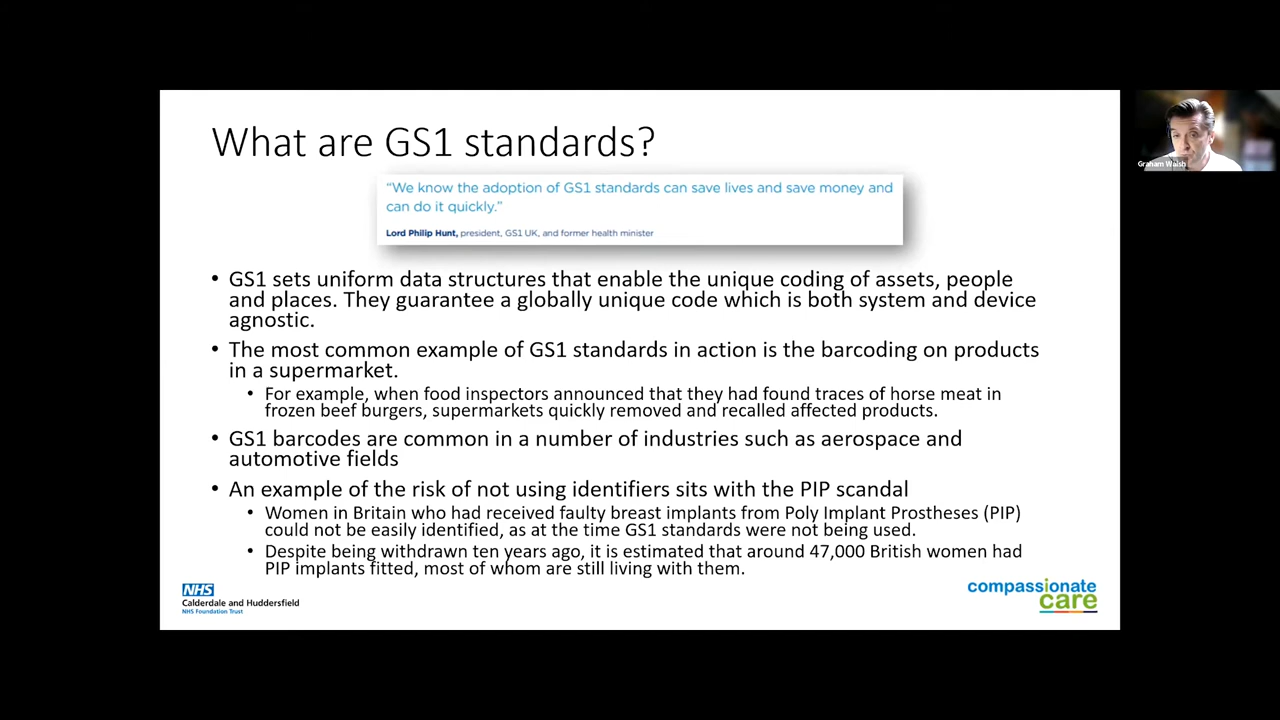 What are GS1 standards?
“We know the adoption of GS1 standards can save lives and save money and
can do it quickly.”
Lord Philip Hunt, president, GS1 UK, and former health minister
• GS1 sets uniform data structures that enable the unique coding of assets, people
and places. They guarantee a globally unique code which is both system and device
agnostic.
• The most common example of GS1 standards in action is the barcoding on products
in a supermarket.
• For example, when food inspectors announced that they had found traces of horse meat in
frozen beef burgers, supermarkets quickly removed and recalled affected products.
• GS1 barcodes are common in a number of industries such as aerospace and
automotive fields
• An example of the risk of not using identifiers sits with the PIP scandal
• Women in Britain who had received faulty breast implants from Poly Implant Prostheses (PIP)
could not be easily identified, as at the time GS1 standards were not being used.
• Despite being withdrawn ten years ago, it is estimated that around 47,000 British women had
PIP implants fitted, most of whom are still living with them.
NHS
Calderdale and Huddersfield
NHS Foundation Trust
compassionate
care
Graham Walsh